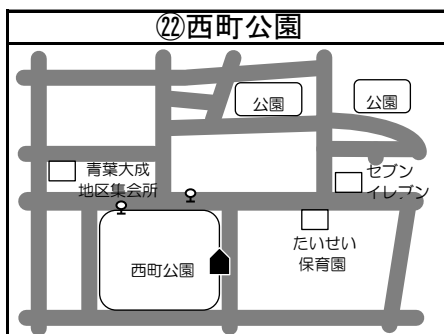 ㉒西町公園
公園
公園
青葉大成
地区集会所
セブン
イレブン
たいせい
保育園
西町公園